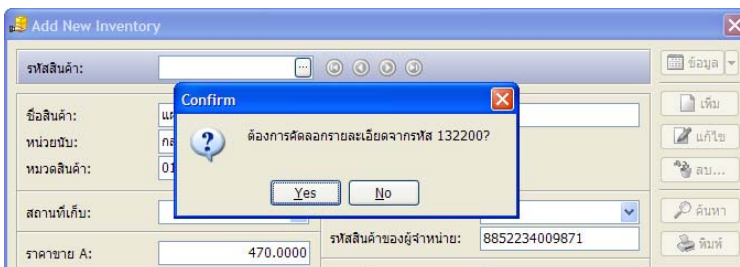 Add New Inventory
รหัสสินค้า:
ข้อมูล
Confirm
ต้องการคัดลอกรายละเอียดจากรหัส 132200?
Yes No
ชื่อสินค้า:
หน่วยนับ:
หมวดสินค้า: 01
เพิ่ม
แก้ไข
ลบ...
สถานที่เก็บ:
ค้นหา
รหัสสินค้าของผู้จำหน่าย: 8852234009871
ราคาขาย A: 470.0000
พิมพ์